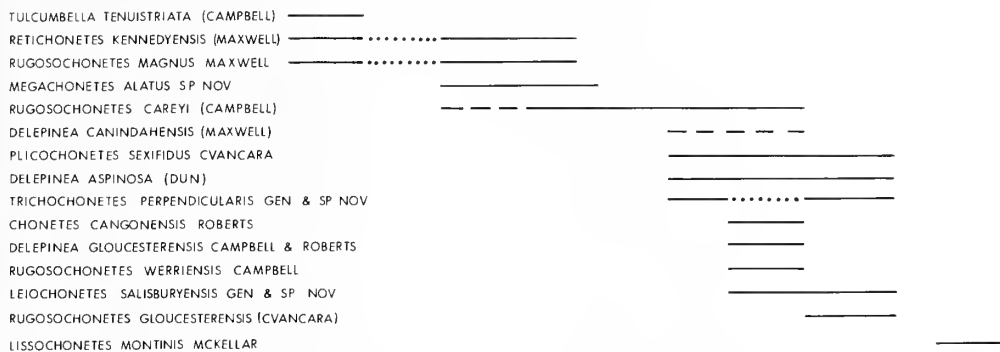 TULCUMBELLA TENUISTRIATA (CAMPBELL)
RETICHONETES KENNEDYENSIS (MAXWELL)
RUGOSOCHONETES MAGNUS MAXWELL
MEGACHONETES ALATUS SP NOV
RUGOSOCHONETES CAREYI (CAMPBELL)
DELEPINEA CANINDAHENSIS (MAXWELL)
PLICOCHONETES SEXIFIDUS CVANCARA
DELEPINEA ASPINOSA (DUN)
TRICHOCHONETES PERPENDICULARIS GEN & SP NOV
CHONETES CANGONENSIS ROBERTS
DELEPINEA GLOUCESTERENSIS CAMPBELL & ROBERTS
RUGOSOCHONETES WERRIENSIS CAMPBELL
LEIOCHONETES SALISBURYENSIS GEN & SP NOV
RUGOSOCHONETES GLOUCESTERENSIS (CVANCARA)
LISSOCHONETES MONTINIS MCKELLAR